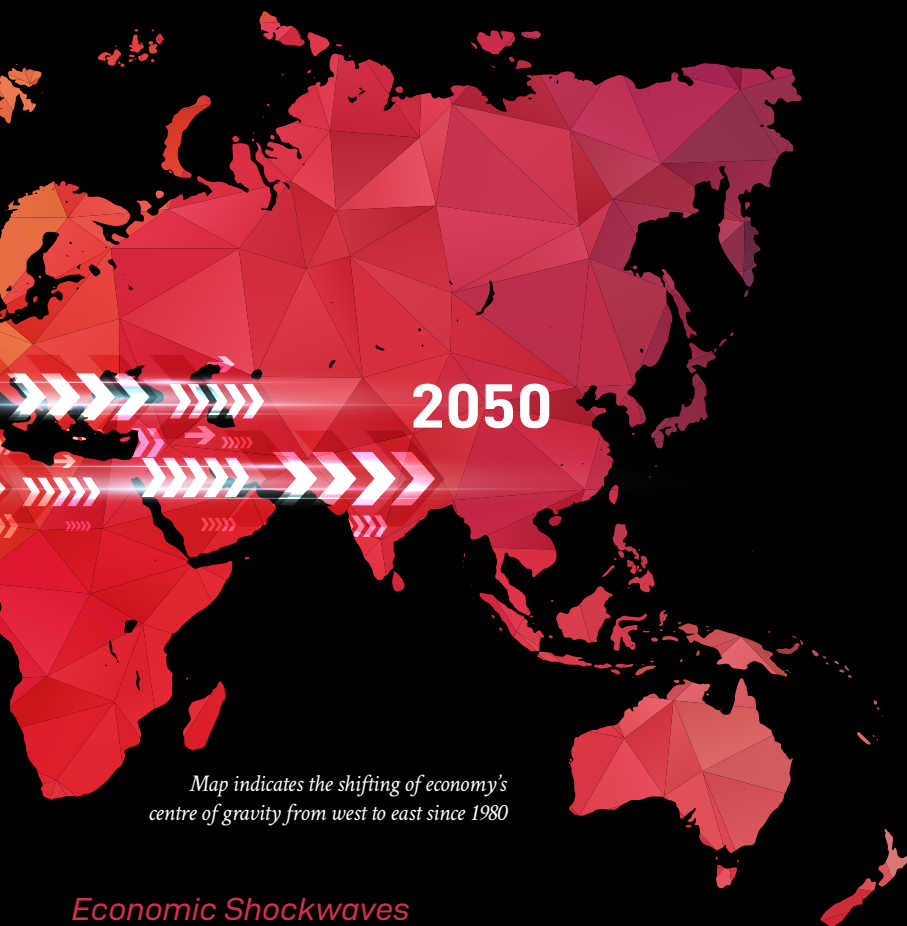 2050
Map indicates the shifting of economy’s
centre of gravity from west to east since 1980
Economic Shockwaves